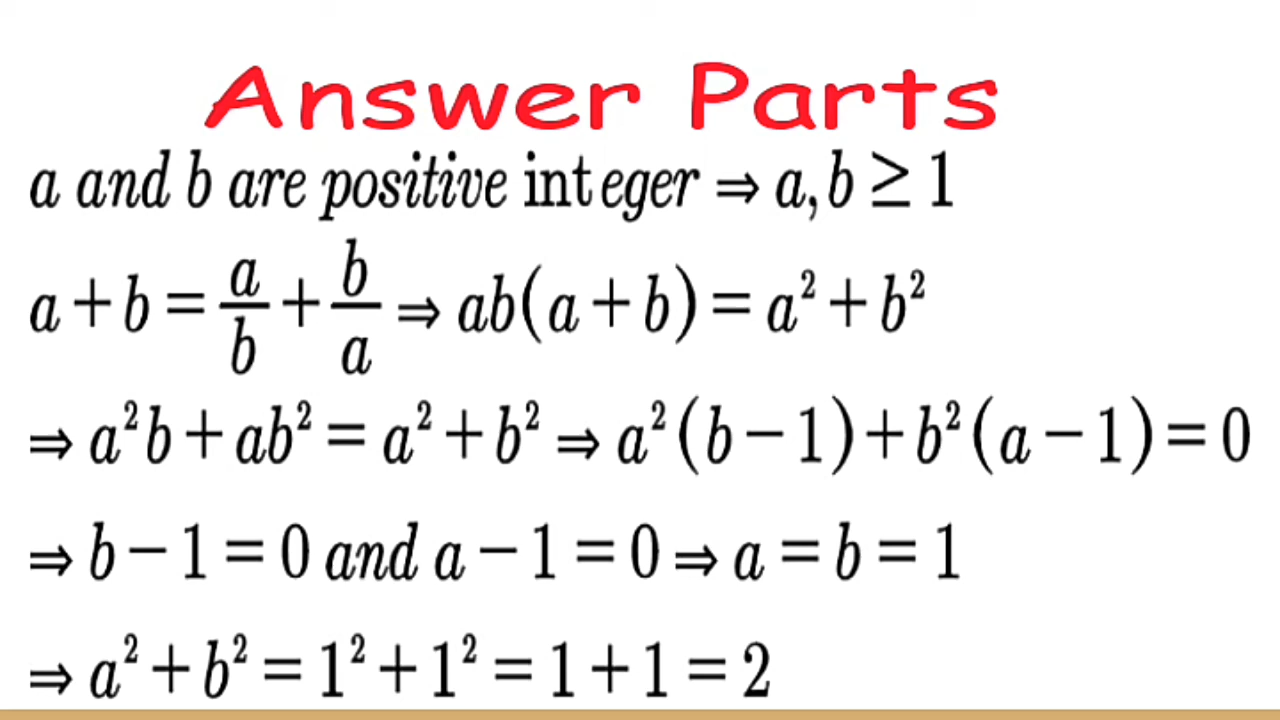 Answer Parts
a and b are positive integer ⇒ a, b ≥ 1
a + b = a/b + b/a ⇒ ab(a + b) = a² + b²
⇒ a²b + ab² = a² + b² ⇒ a²(b − 1) + b²(a − 1) = 0
⇒ b − 1 = 0 and a − 1 = 0 ⇒ a = b = 1
⇒ a² + b² = 1² + 1² = 1 + 1 = 2